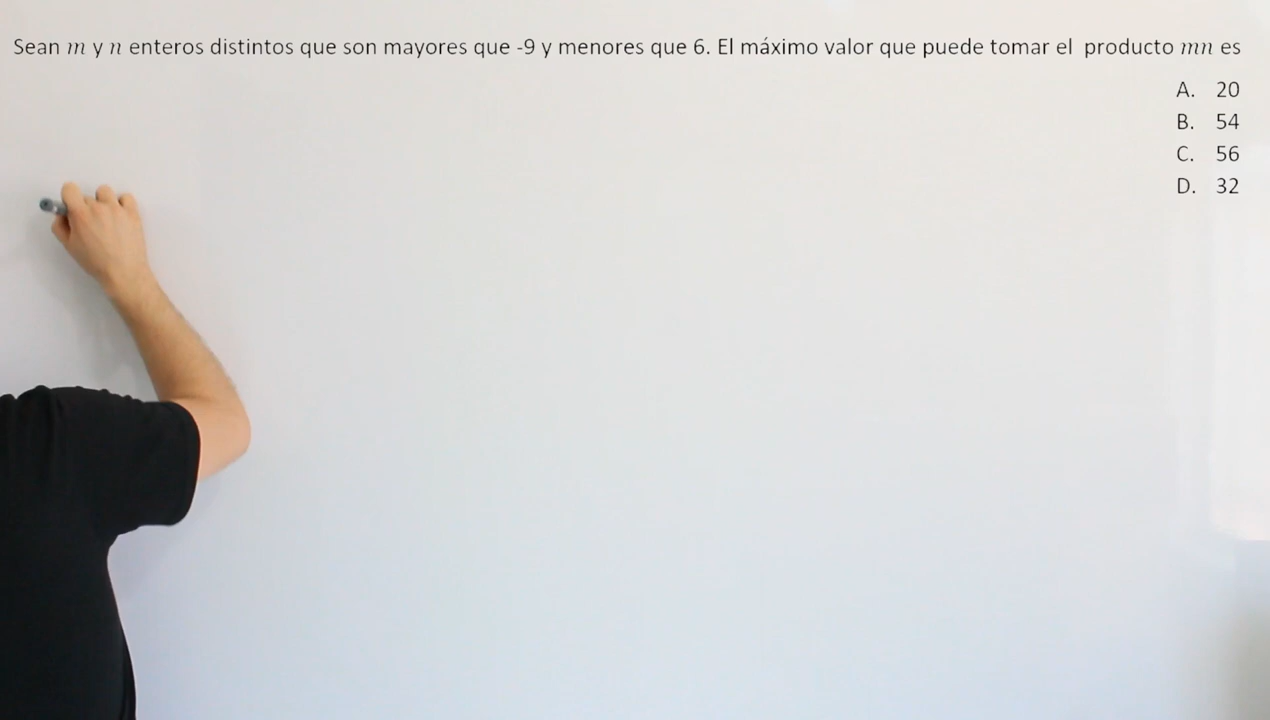 Sean m y n enteros distintos que son mayores que -9 y menores que 6. El máximo valor que puede tomar el producto mn es
A. 20
B. 54
C. 56
D. 32